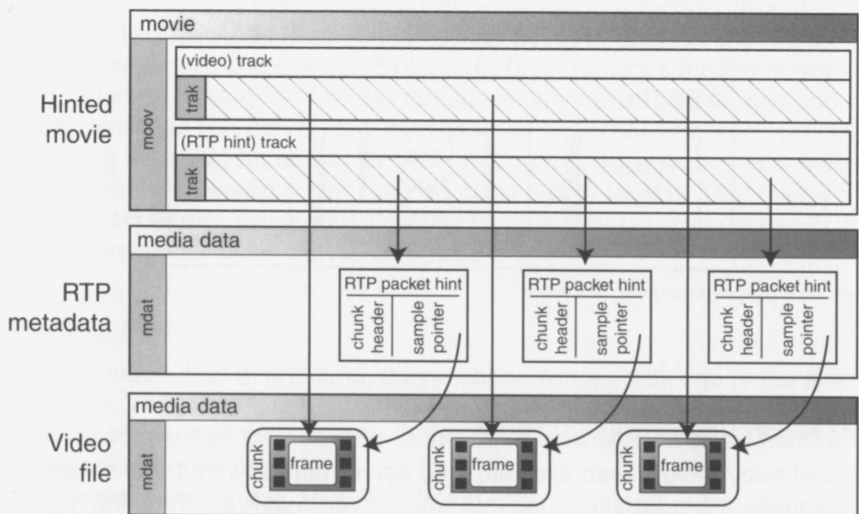 movie
Hinted
movie
moov
(video) track
trak
(RTP hint) track
trak
media data
RTP
metadata
mdat
RTP packet hint
chunk
header
sample
pointer
RTP packet hint
chunk
header
sample
pointer
RTP packet hint
chunk
header
sample
pointer
media data
Video
file
mdat
chunk
frame
chunk
frame
chunk
frame